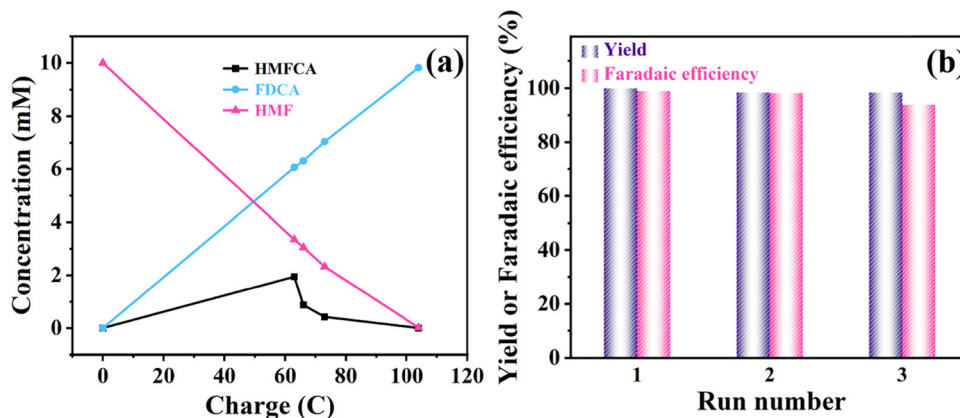 (a)
HMFCA
FDCA
HMF
10
8
6
4
2
0
Concentration (mM)
0 20 40 60 80 100 120
Charge (C)
(b)
Yield
Faradaic efficiency
100
80
60
40
20
0
Yield or Faradaic efficiency (%)
1 2 3
Run number